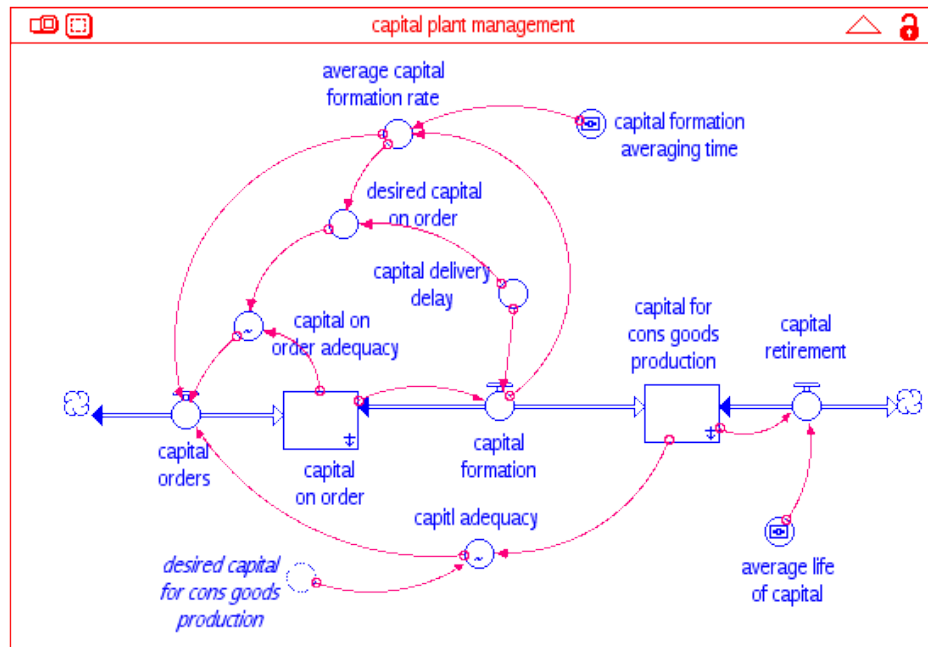 capital plant management
average capital
formation rate
capital formation
averaging time
desired capital
on order
capital delivery
delay
capital for
cons goods
production
capital
retirement
capital on
order adequacy
capital
orders
capital
on order
capital
formation
capitl adequacy
desired capital
for cons goods
production
average life
of capital